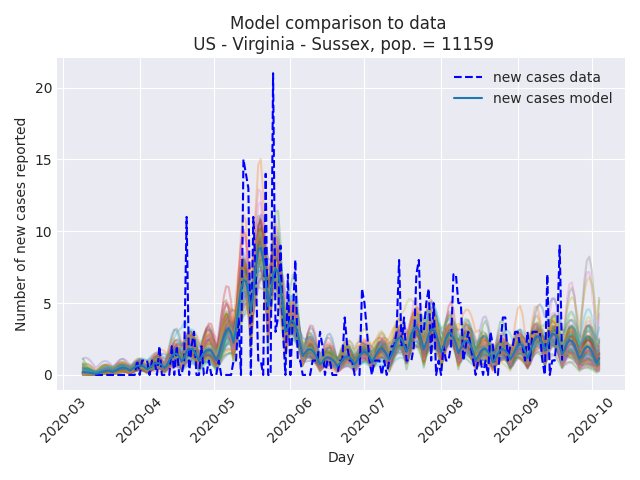 Model comparison to data
US - Virginia - Sussex, pop. = 11159
new cases data
new cases model
Number of new cases reported
20
15
10
5
0
2020-03
2020-04
2020-05
2020-06
2020-07
2020-08
2020-09
2020-10
Day